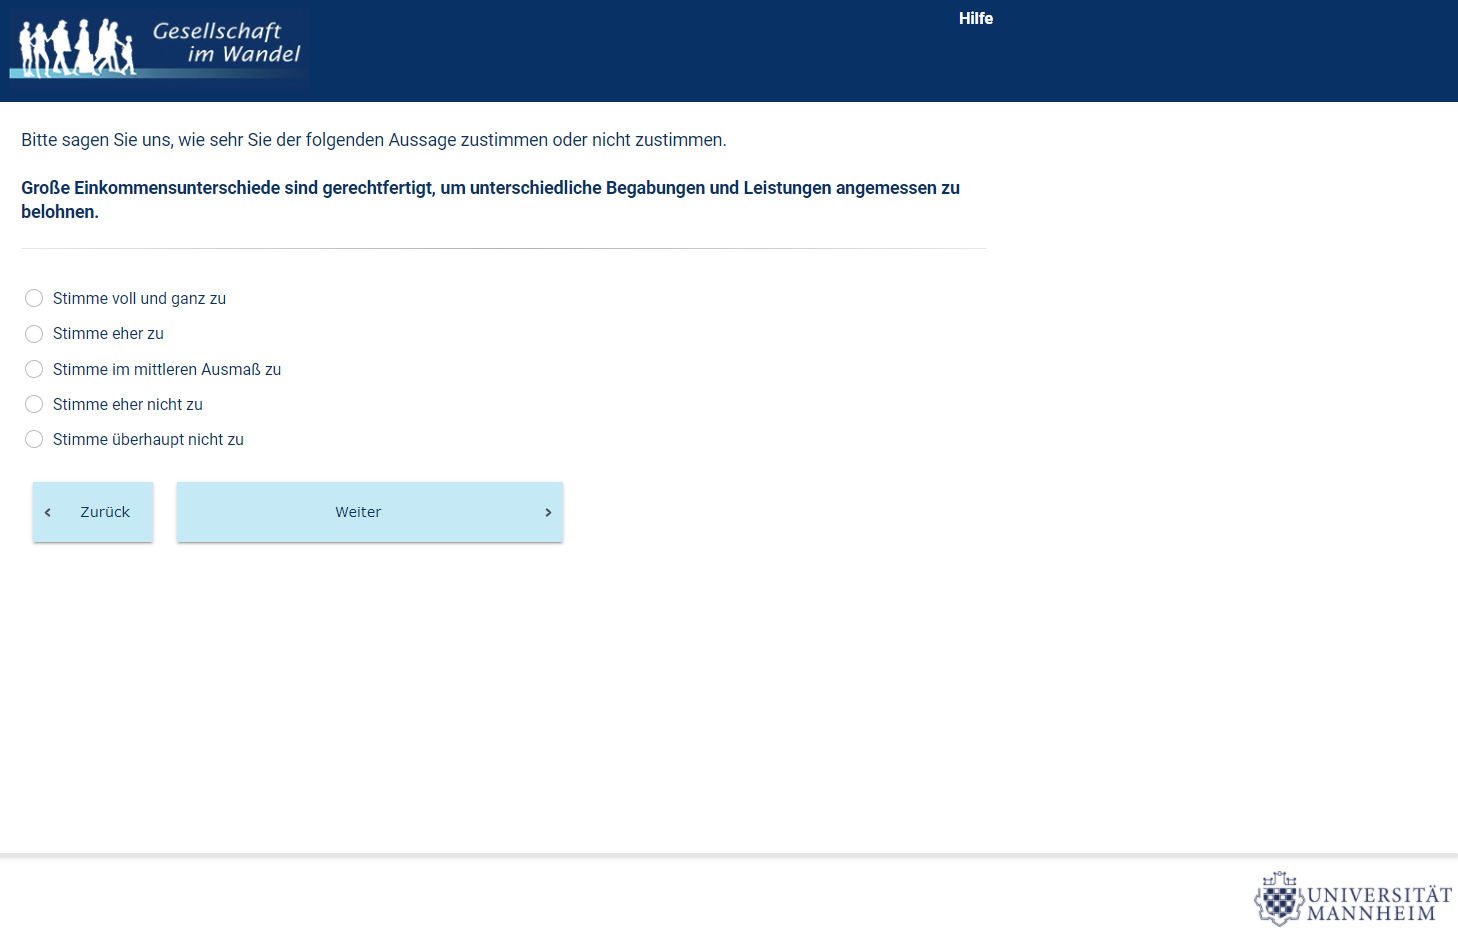 Gesellschaft
im Wandel
Hilfe
Bitte sagen Sie uns, wie sehr Sie der folgenden Aussage zustimmen oder nicht zustimmen.
Große Einkommensunterschiede sind gerechtfertigt, um unterschiedliche Begabungen und Leistungen angemessen zu
belohnen.
Stimme voll und ganz zu
Stimme eher zu
Stimme im mittleren Ausmaß zu
Stimme eher nicht zu
Stimme überhaupt nicht zu
‹ Zurück
Weiter ›
UNIVERSITÄT
MANNHEIM